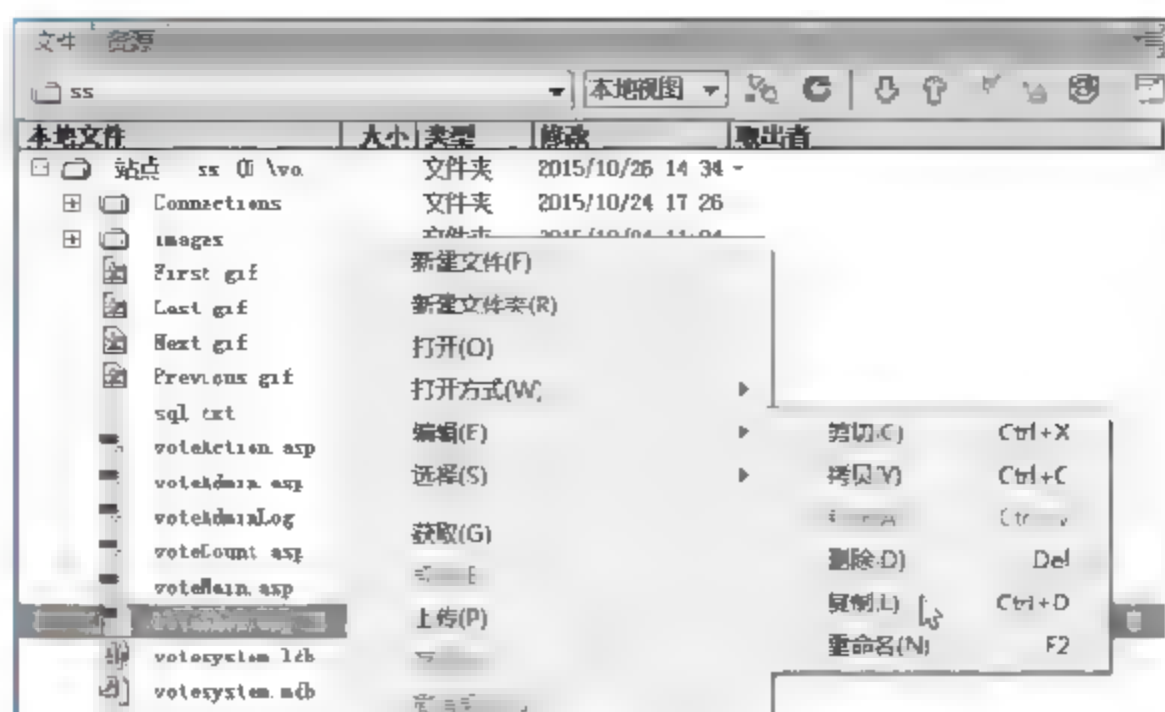 文件 资源
ss 本地视图
本地文件 大小 类型 修改 取出者
站点 ss \vo 文件夹 2015/10/26 14 34
Connections 文件夹 2015/10/24 17 26
images 文件夹
First gif
Last gif
Next gif
Previous gif
sql txt
voteAction asp
voteAdmin asp
voteAdminLog
voteCount asp
voteMain asp
votesystem ldb
votesystem.mdb
新建文件(F)
新建文件夹(R)
打开(O)
打开方式(W)
编辑(E)
选择(S)
获取(G)
上传(P)
剪切(C) Ctrl+X
拷贝(Y) Ctrl+C
删除(D) Del
复制(L) Ctrl+D
重命名(N) F2